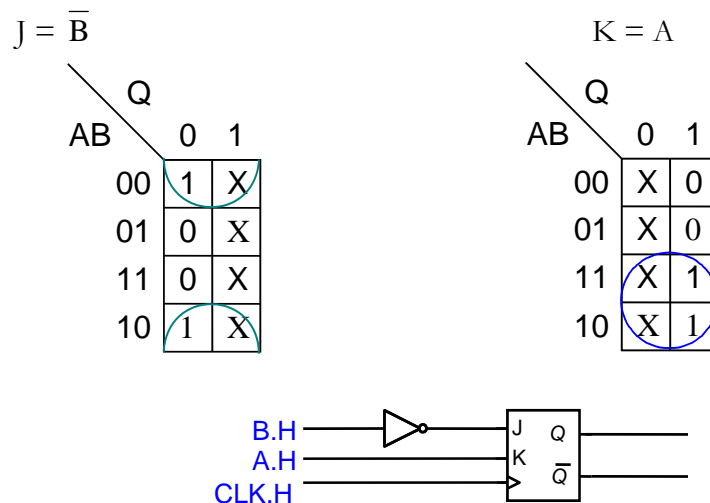 J = B̅ K = A
Q Q
AB 0 1 AB 0 1
00 1 X 00 X 0
01 0 X 01 X 0
11 0 X 11 X 1
10 1 X 10 X 1
B.H J Q
A.H K
CLK.H Q̅